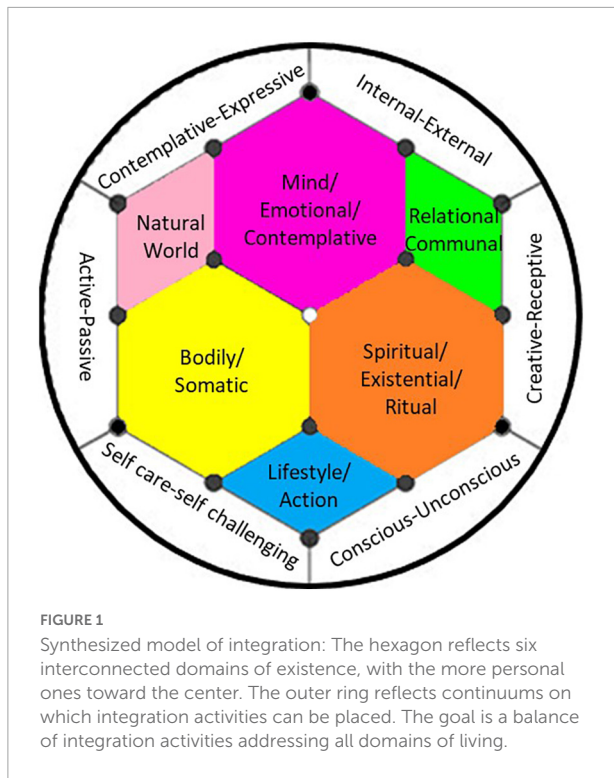 Contemplative-Expressive
Internal-External
Mind/
Emotional/
Contemplative
Natural
World
Relational
Communal
Active-Passive
Creative-Receptive
Bodily/
Somatic
Spiritual/
Existential/
Ritual
Lifestyle/
Action
Self care-self challenging
Conscious-Unconscious
FIGURE 1
Synthesized model of integration: The hexagon reflects six
interconnected domains of existence, with the more personal
ones toward the center. The outer ring reflects continuums on
which integration activities can be placed. The goal is a balance
of integration activities addressing all domains of living.